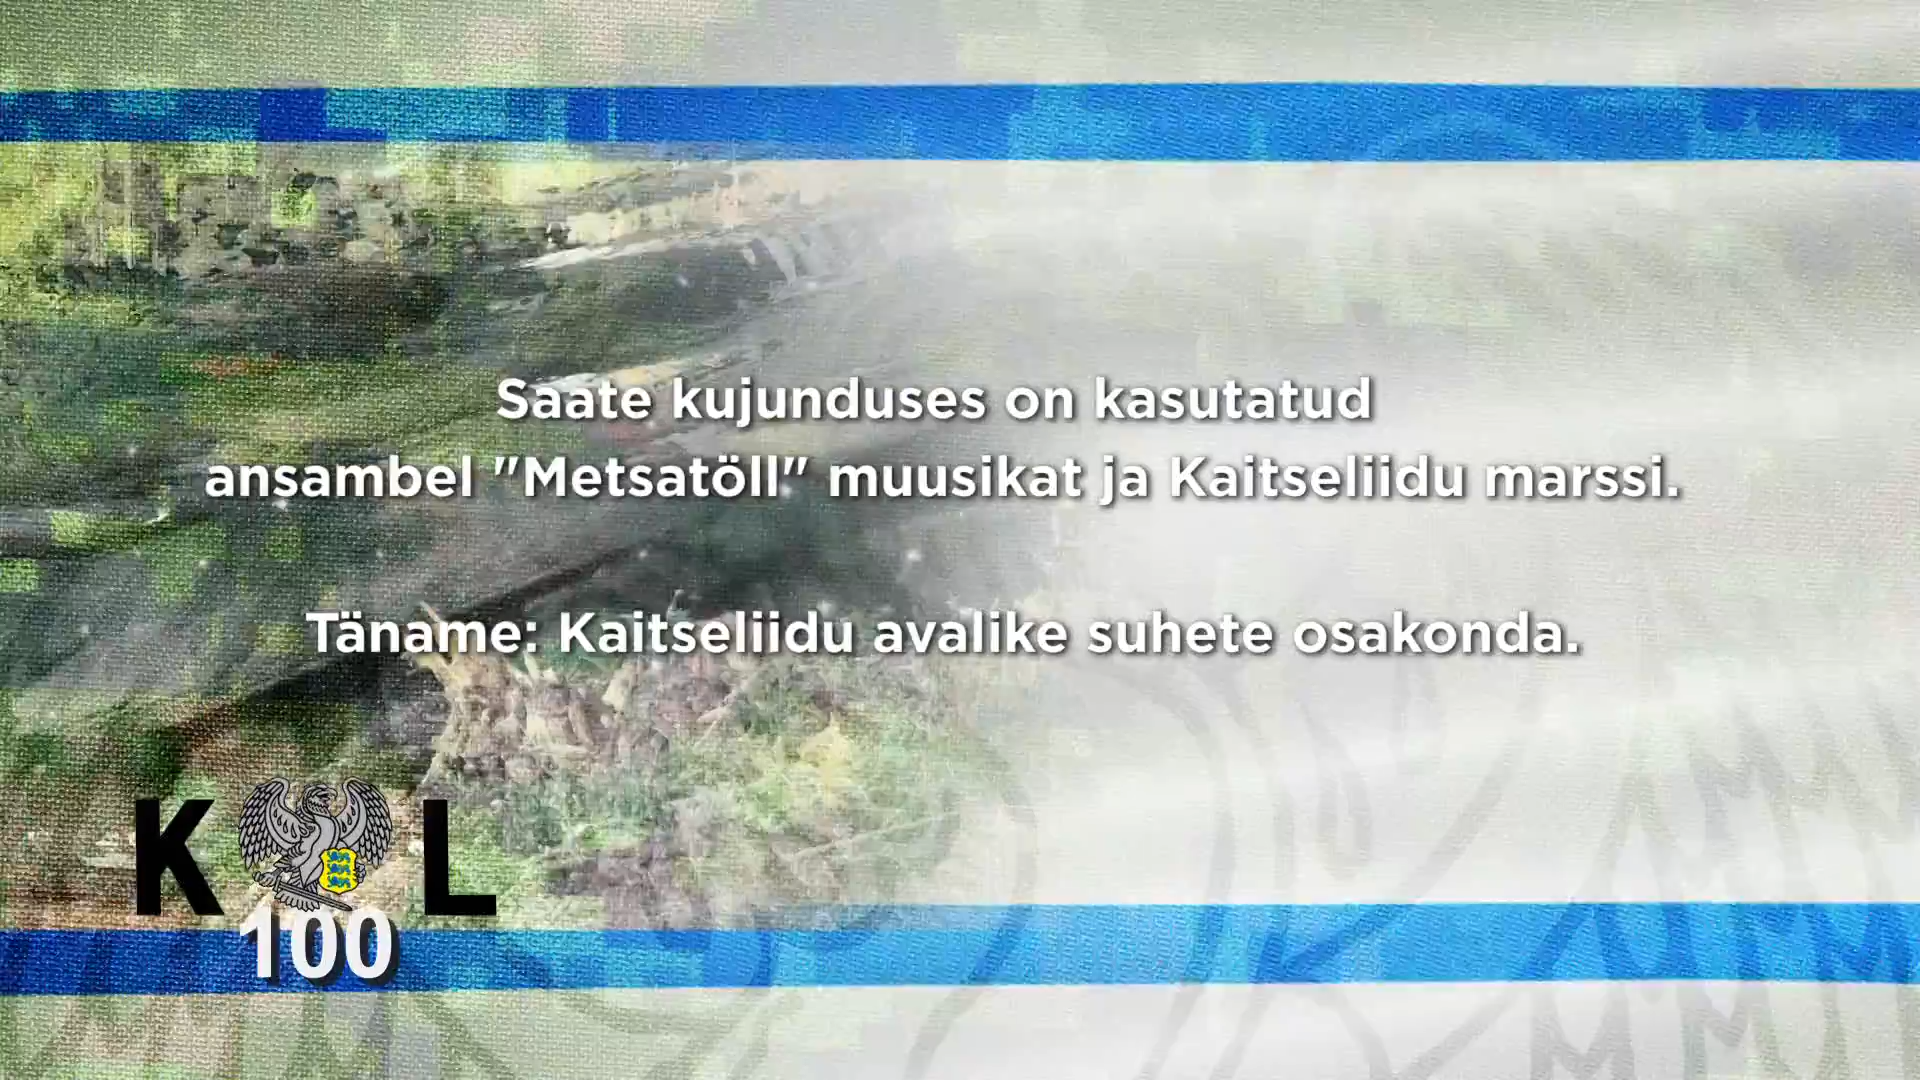 Saate kujunduses on kasutatud
ansambel "Metsatöll" muusikat ja Kaitseliidu marssi.
Täname: Kaitseliidu avalike suhete osakonda.
K L
100